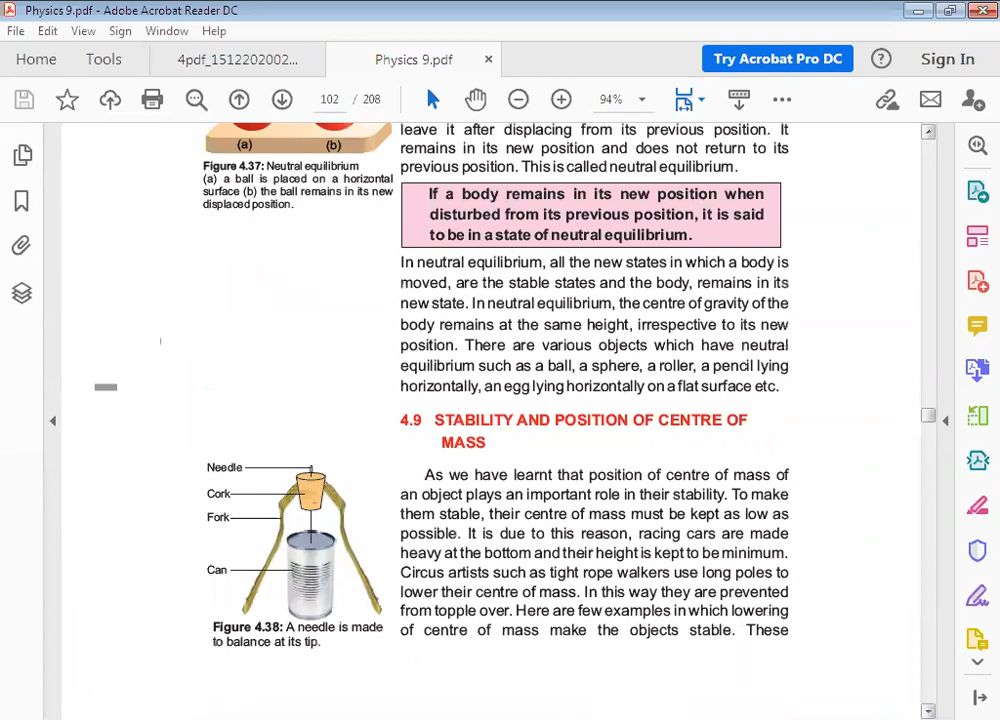 Physics 9.pdf - Adobe Acrobat Reader DC
File Edit View Sign Window Help
Home Tools 4pdf_1512202002... Physics 9.pdf × Try Acrobat Pro DC ? Sign In
102 / 208 94%
(a) (b)
Figure 4.37: Neutral equilibrium
(a) a ball is placed on a horizontal
surface (b) the ball remains in its new
displaced position.
leave it after displacing from its previous position. It
remains in its new position and does not return to its
previous position. This is called neutral equilibrium.
If a body remains in its new position when
disturbed from its previous position, it is said
to be in a state of neutral equilibrium.
In neutral equilibrium, all the new states in which a body is
moved, are the stable states and the body, remains in its
new state. In neutral equilibrium, the centre of gravity of the
body remains at the same height, irrespective to its new
position. There are various objects which have neutral
equilibrium such as a ball, a sphere, a roller, a pencil lying
horizontally, an egg lying horizontally on a flat surface etc.
4.9 STABILITY AND POSITION OF CENTRE OF
MASS
Needle
Cork
Fork
Can
Figure 4.38: A needle is made
to balance at its tip.
As we have learnt that position of centre of mass of
an object plays an important role in their stability. To make
them stable, their centre of mass must be kept as low as
possible. It is due to this reason, racing cars are made
heavy at the bottom and their height is kept to be minimum.
Circus artists such as tight rope walkers use long poles to
lower their centre of mass. In this way they are prevented
from topple over. Here are few examples in which lowering
of centre of mass make the objects stable. These